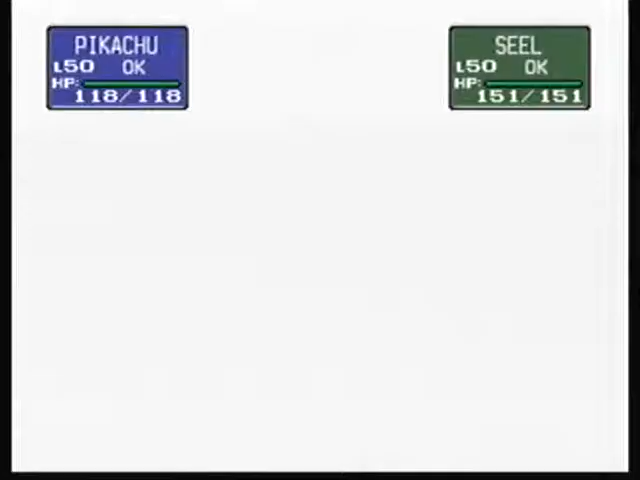 PIKACHU
L50 OK
HP:
118/118
SEEL
L50 OK
HP:
151/151